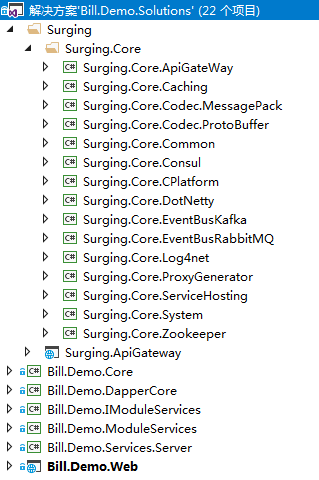 解决方案'Bill.Demo.Solutions' (22 个项目)
Surging
Surging.Core
C# Surging.Core.ApiGateWay
C# Surging.Core.Caching
C# Surging.Core.Codec.MessagePack
C# Surging.Core.Codec.ProtoBuffer
C# Surging.Core.Common
C# Surging.Core.Consul
C# Surging.Core.CPlatform
C# Surging.Core.DotNetty
C# Surging.Core.EventBusKafka
C# Surging.Core.EventBusRabbitMQ
C# Surging.Core.Log4net
C# Surging.Core.ProxyGenerator
C# Surging.Core.ServiceHosting
C# Surging.Core.System
C# Surging.Core.Zookeeper
Surging.ApiGateway
C# Bill.Demo.Core
C# Bill.Demo.DapperCore
C# Bill.Demo.IModuleServices
C# Bill.Demo.ModuleServices
C# Bill.Demo.Services.Server
Bill.Demo.Web